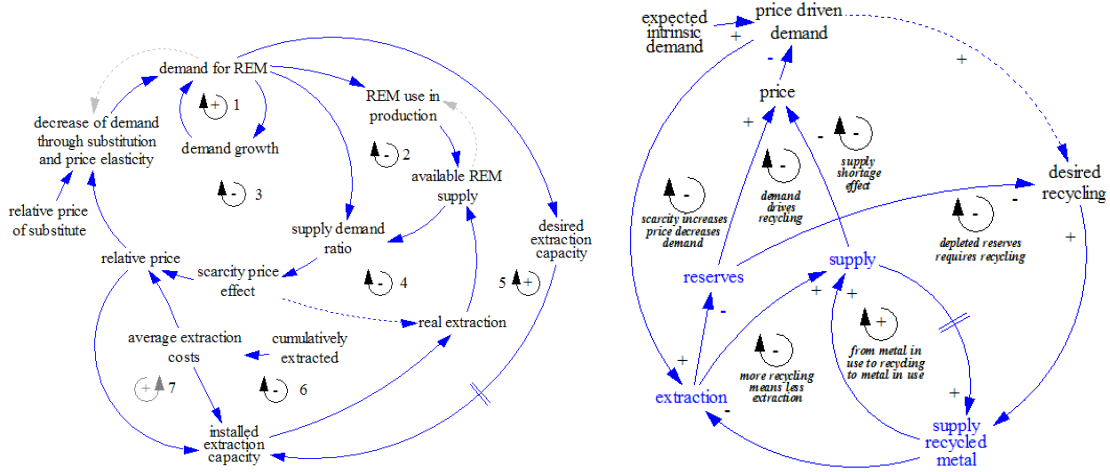 demand for REM
+ 1
REM use in
production
decrease of demand
through substitution
and price elasticity
demand growth
- 2
available REM
supply
- 3
relative price
of substitute
supply demand
ratio
desired
extraction
capacity
relative price
scarcity price
effect
- 4
5 +
real extraction
average extraction
costs
cumulatively
extracted
+ 7
- 6
installed
extraction
capacity
expected
intrinsic
demand
+
price driven
demand
-
+
price
+
-
-
supply
shortage
effect
-
demand
drives
recycling
desired
recycling
-
scarcity increases
price decreases
demand
-
-
depleted reserves
requires recycling
+
reserves
supply
-
+
+
+
from metal in
use to recycling
to metal in use
-
more recycling
means less
extraction
+
extraction
-
+
supply
recycled
metal